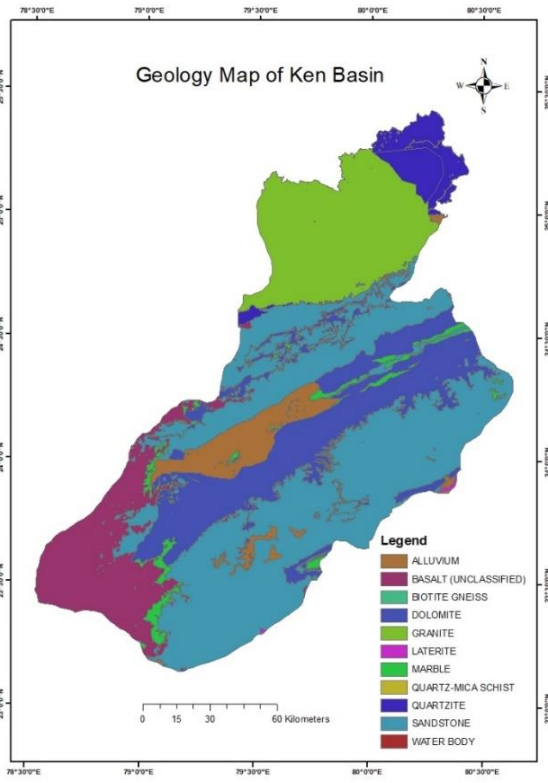 78°30'0"E 79°0'0"E 79°30'0"E 80°0'0"E 80°30'0"E
Geology Map of Ken Basin
N
W E
S
Legend
ALLUVIUM
BASALT (UNCLASSIFIED)
BIOTITE GNEISS
DOLOMITE
GRANITE
LATERITE
MARBLE
QUARTZ-MICA SCHIST
QUARTZITE
SANDSTONE
WATER BODY
0 15 30 60 Kilometers
78°30'0"E 79°0'0"E 79°30'0"E 80°0'0"E 80°30'0"E